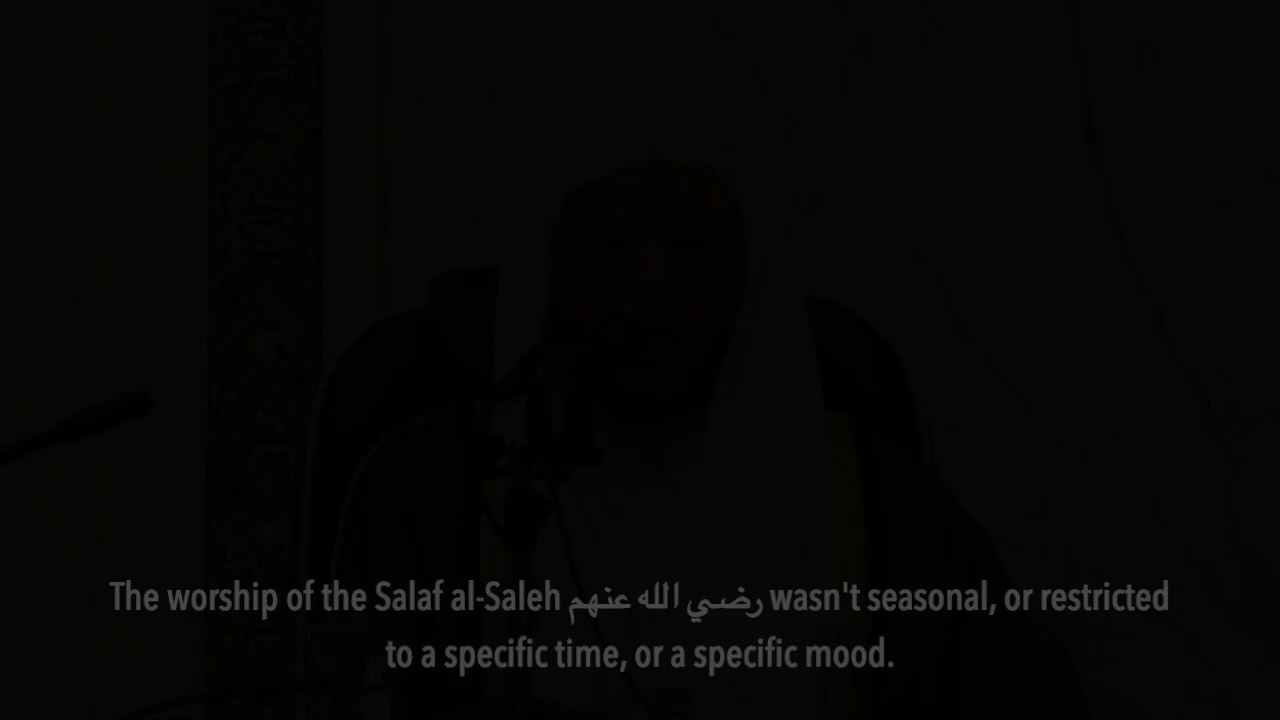 The worship of the Salaf al-Saleh رضي الله عنهم wasn't seasonal, or restricted
to a specific time, or a specific mood.